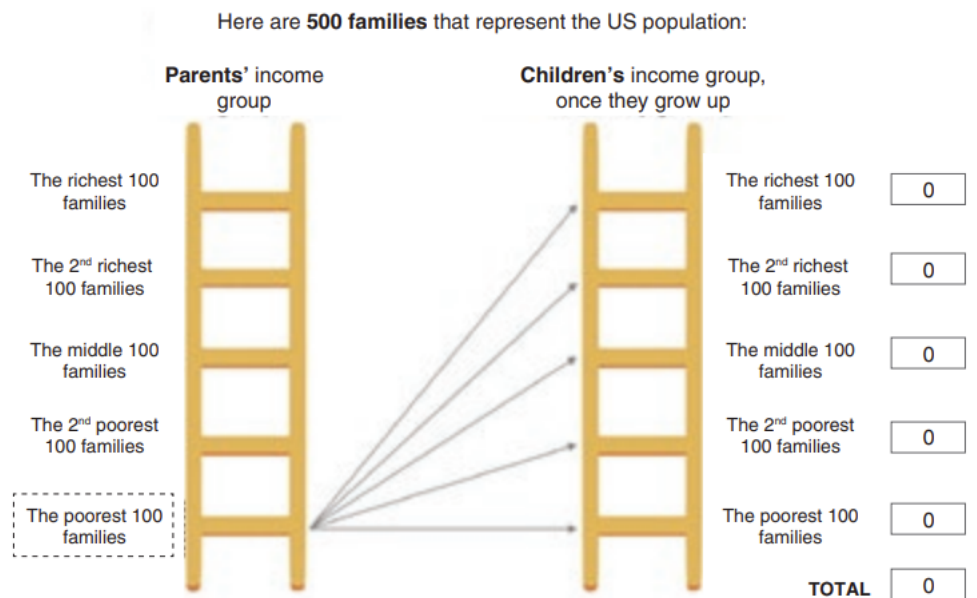 Here are 500 families that represent the US population:
Parents' income
group
Children's income group,
once they grow up
The richest 100
families
The richest 100
families
0
The 2nd richest
100 families
The 2nd richest
100 families
0
The middle 100
families
The middle 100
families
0
The 2nd poorest
100 families
The 2nd poorest
100 families
0
The poorest 100
families
The poorest 100
families
0
TOTAL
0